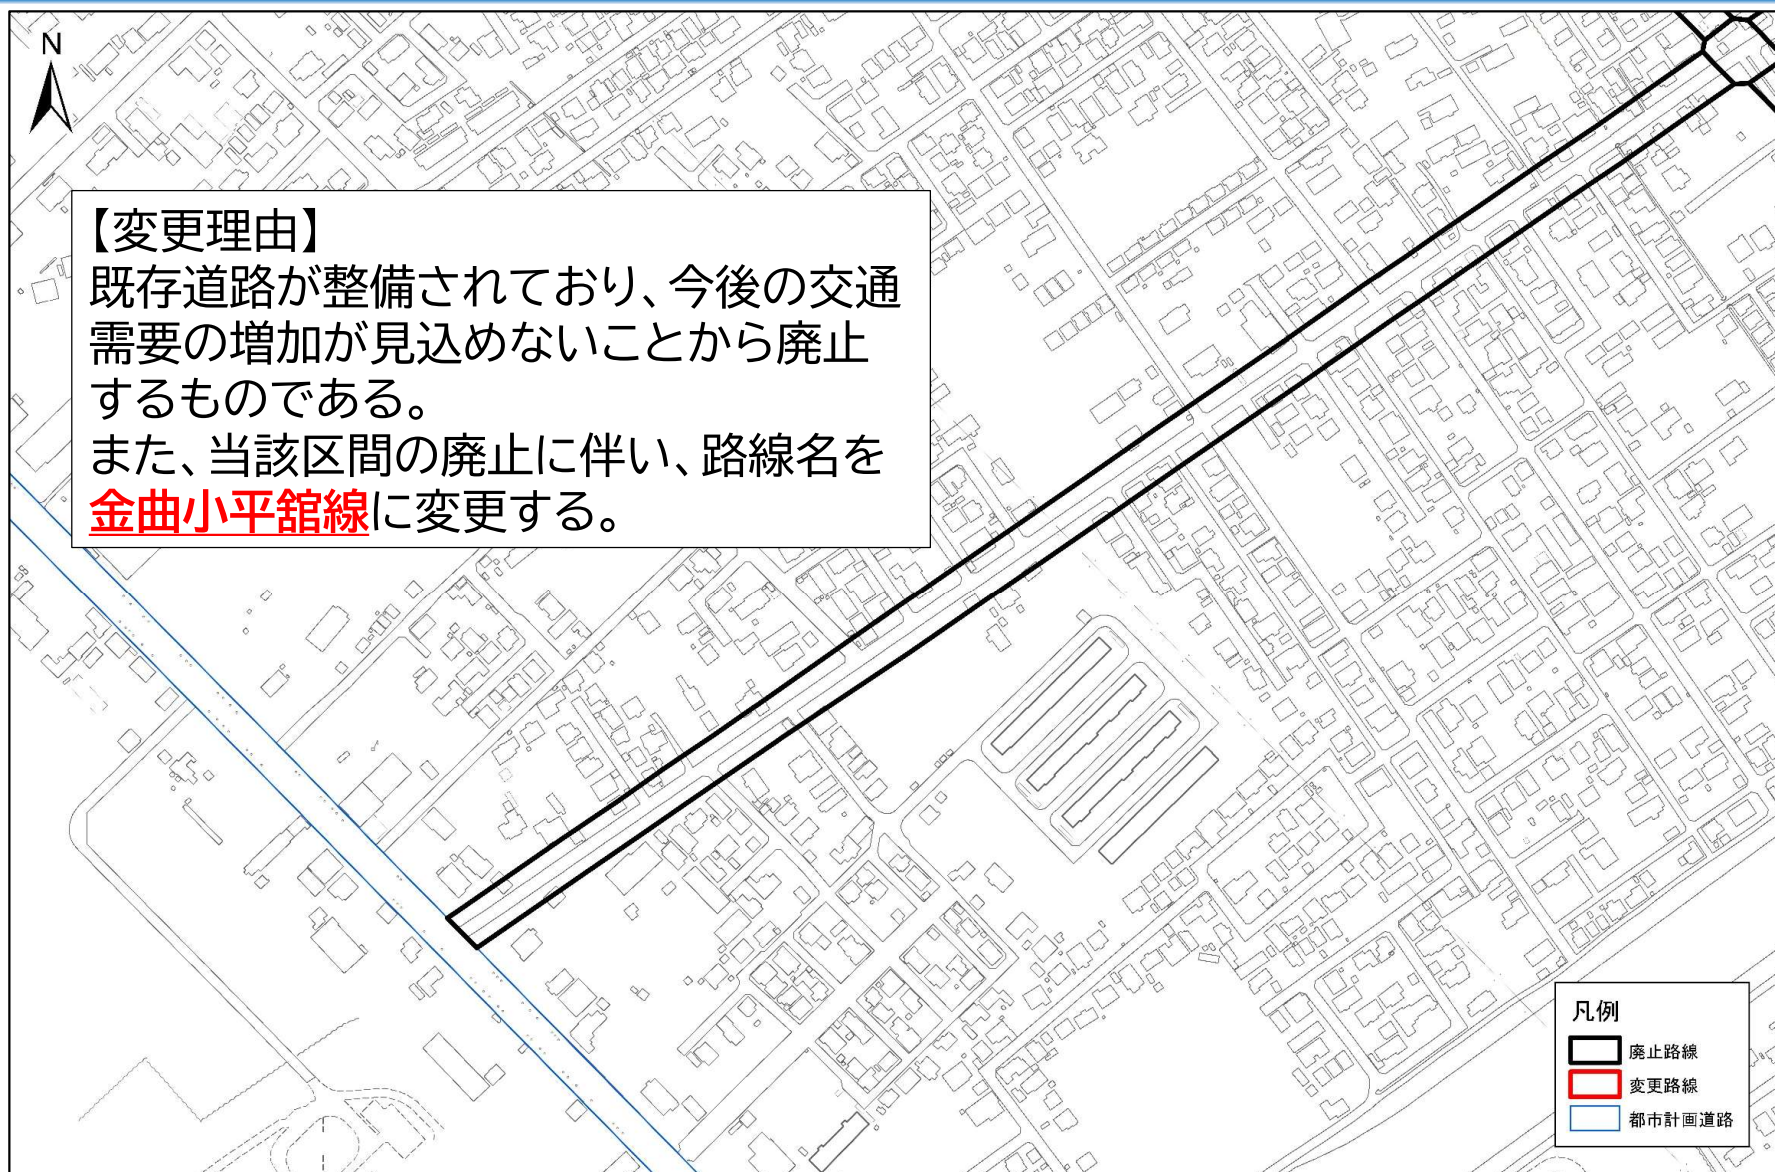 N
【変更理由】
既存道路が整備されており、今後の交通
需要の増加が見込めないことから廃止
するものである。
また、当該区間の廃止に伴い、路線名を
金曲小平舘線に変更する。
凡例
廃止路線
変更路線
都市計画道路